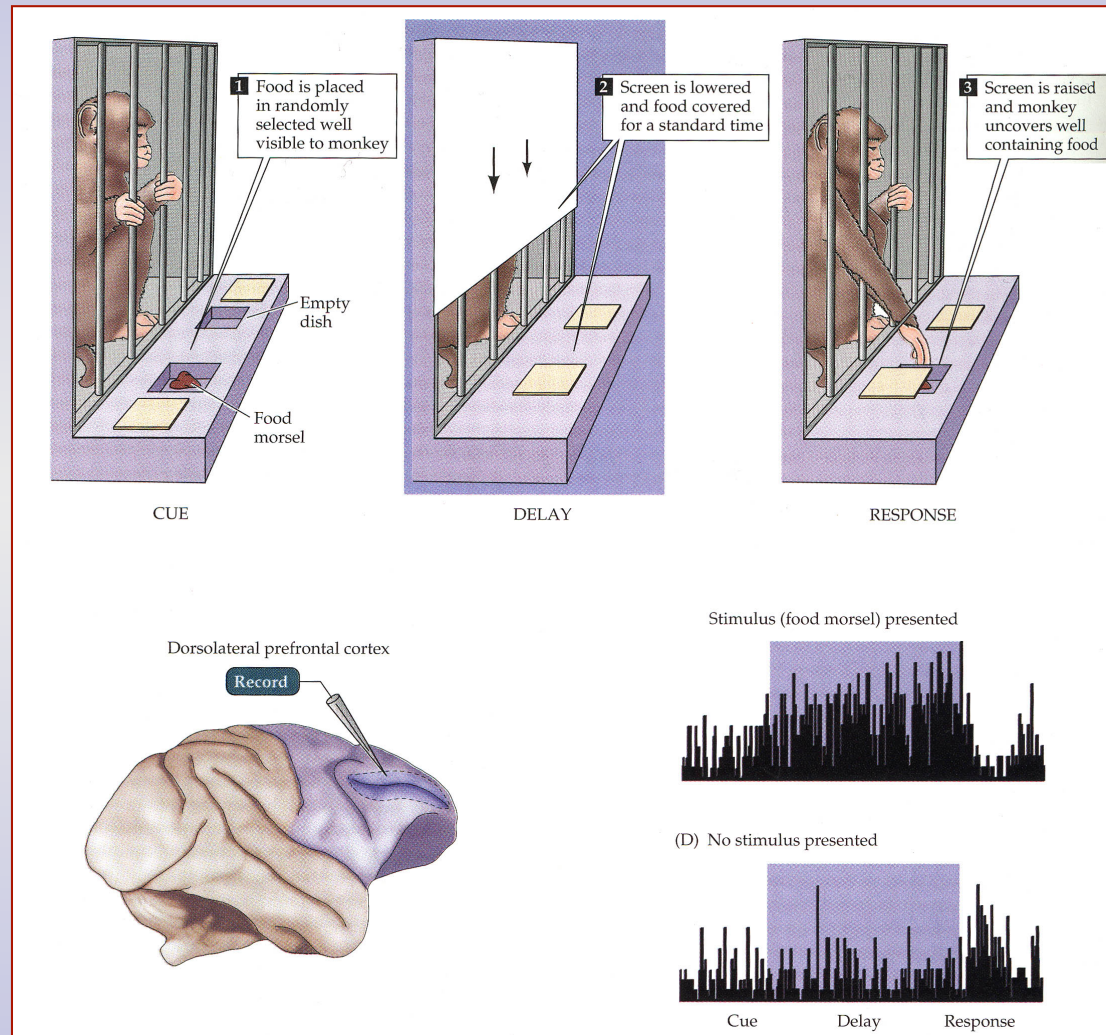 1 Food is placed
in randomly
selected well
visible to monkey
2 Screen is lowered
and food covered
for a standard time
3 Screen is raised
and monkey
uncovers well
containing food
Empty
dish
Food
morsel
CUE
DELAY
RESPONSE
Dorsolateral prefrontal cortex
Record
Stimulus (food morsel) presented
(D) No stimulus presented
Cue
Delay
Response